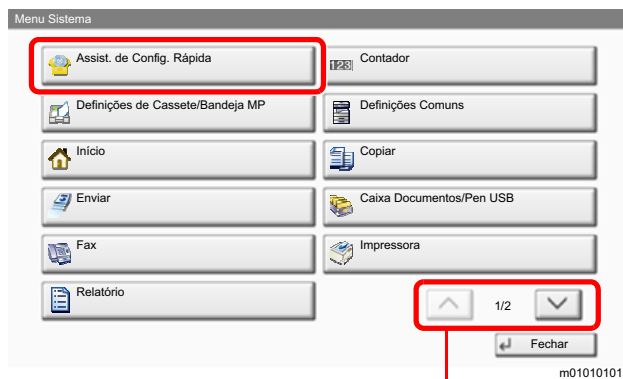 Menu Sistema
Assist. de Config. Rápida
123 Contador
Definições de Cassete/Bandeja MP
Definições Comuns
Início
Copiar
Enviar
Caixa Documentos/Pen USB
Fax
Impressora
Relatório
1/2
Fechar
m01010101